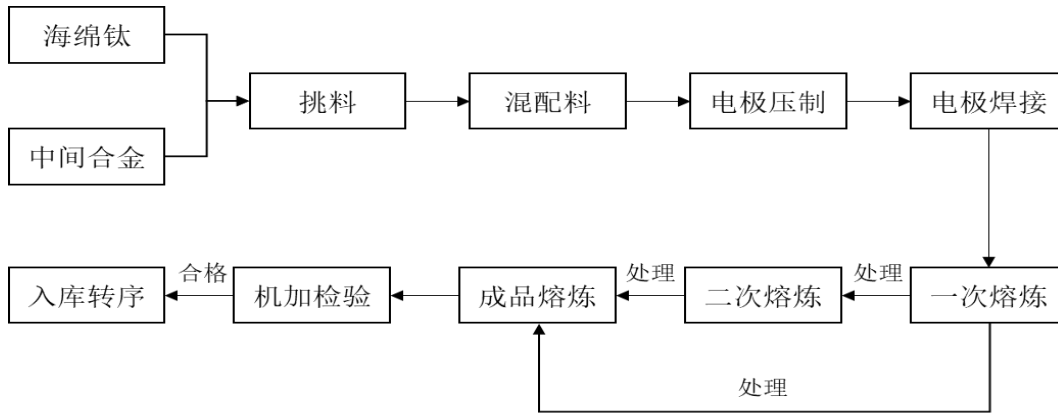 海绵钛
中间合金
挑料
混配料
电极压制
电极焊接
入库转序
合格
机加检验
成品熔炼
处理
二次熔炼
处理
一次熔炼
处理